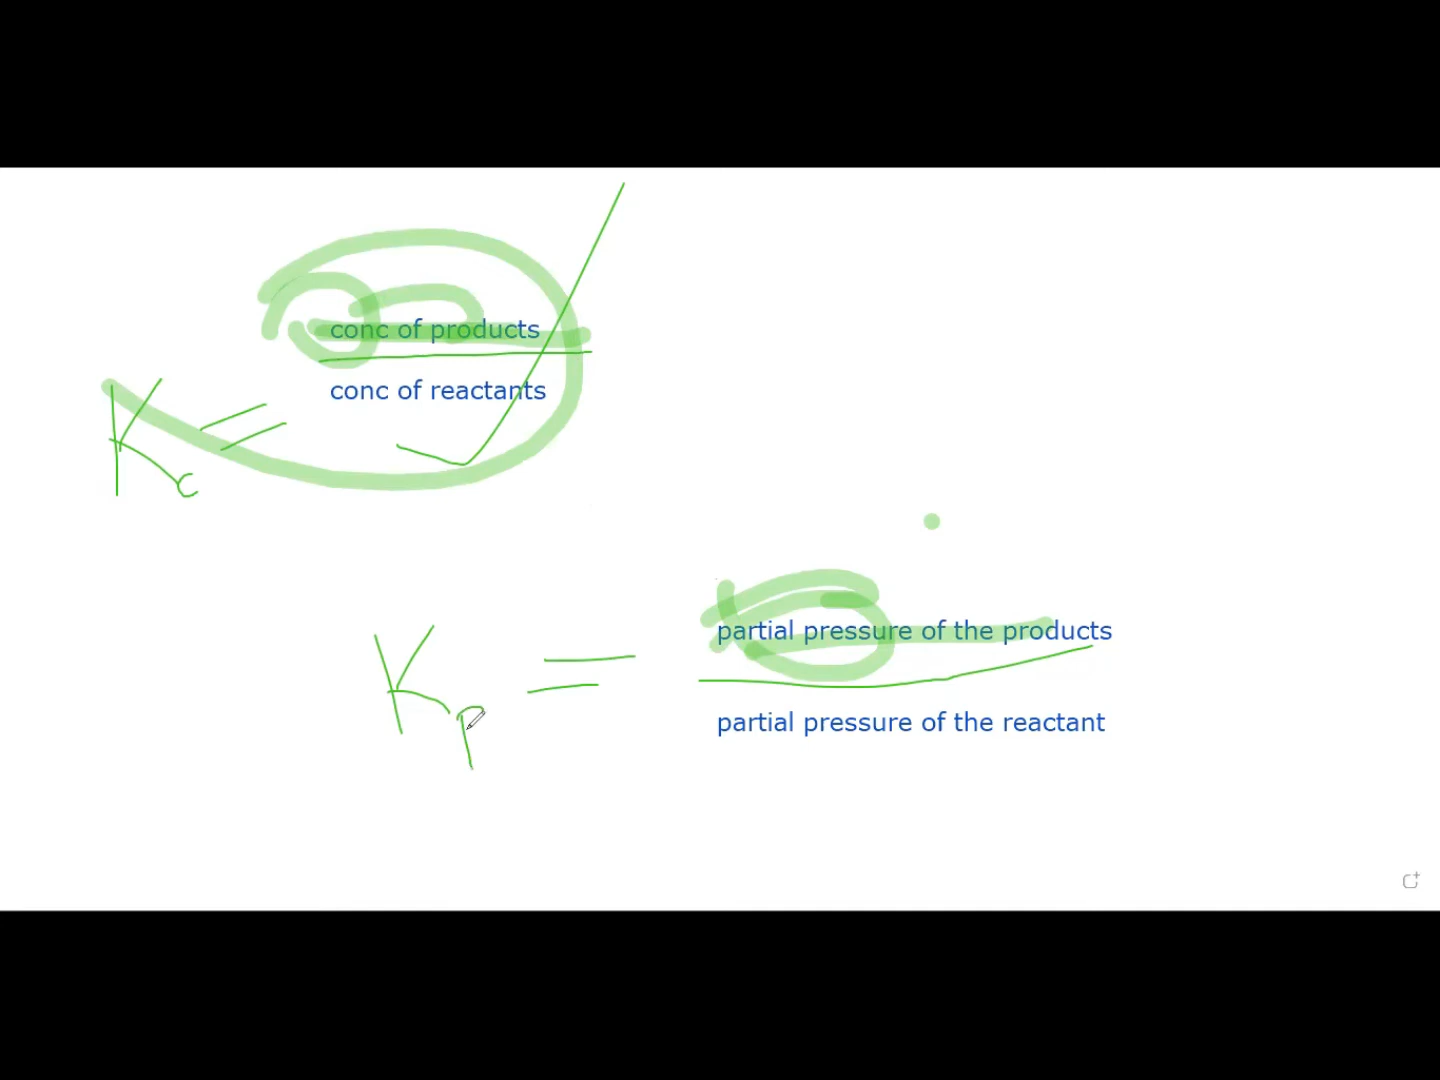 conc of products
Kc =
conc of reactants
partial pressure of the products
Kp =
partial pressure of the reactant